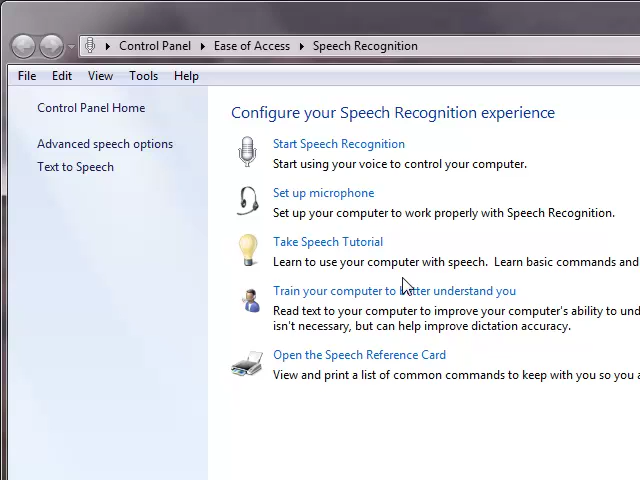 Control Panel Ease of Access Speech Recognition
File Edit View Tools Help
Control Panel Home
Advanced speech options
Text to Speech
Configure your Speech Recognition experience
Start Speech Recognition
Start using your voice to control your computer.
Set up microphone
Set up your computer to work properly with Speech Recognition.
Take Speech Tutorial
Learn to use your computer with speech. Learn basic commands and
Train your computer to better understand you
Read text to your computer to improve your computer's ability to und
isn't necessary, but can help improve dictation accuracy.
Open the Speech Reference Card
View and print a list of common commands to keep with you so you a